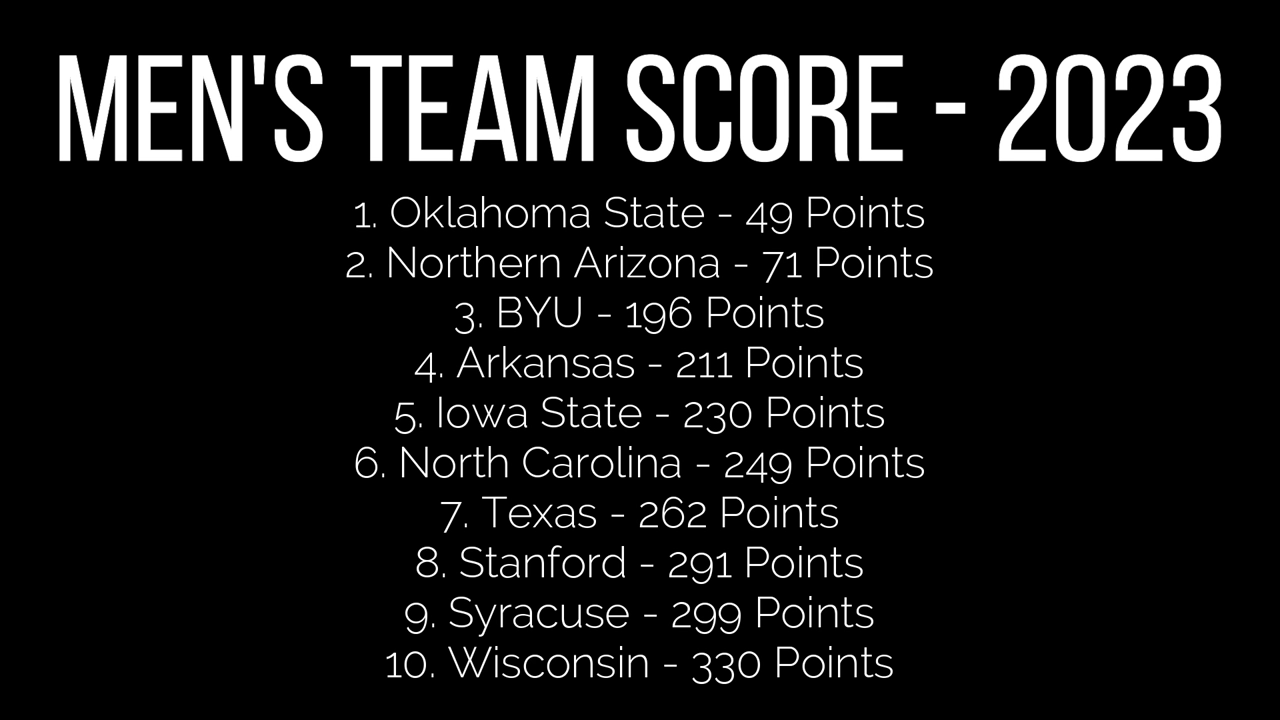 MEN'S TEAM SCORE - 2023
1. Oklahoma State - 49 Points
2. Northern Arizona - 71 Points
3. BYU - 196 Points
4. Arkansas - 211 Points
5. Iowa State - 230 Points
6. North Carolina - 249 Points
7. Texas - 262 Points
8. Stanford - 291 Points
9. Syracuse - 299 Points
10. Wisconsin - 330 Points